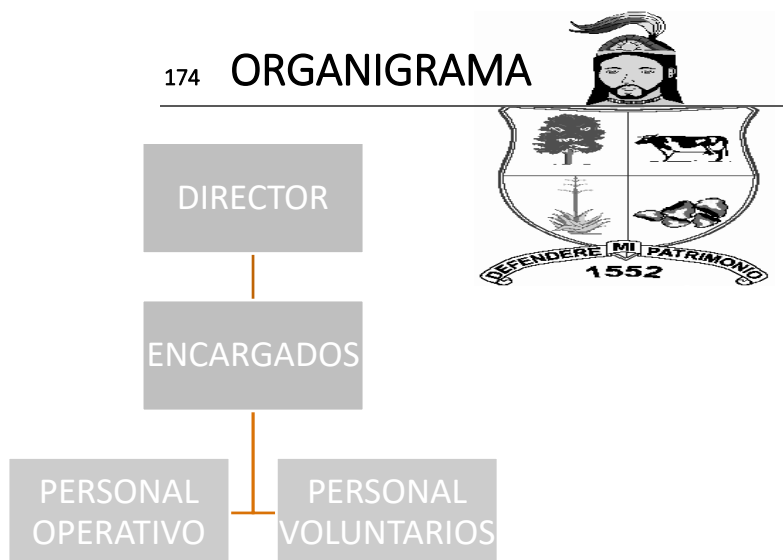 174 ORGANIGRAMA
DIRECTOR
DEFENDERE MI PATRIMONIO
1552
ENCARGADOS
PERSONAL
OPERATIVO
PERSONAL
VOLUNTARIOS